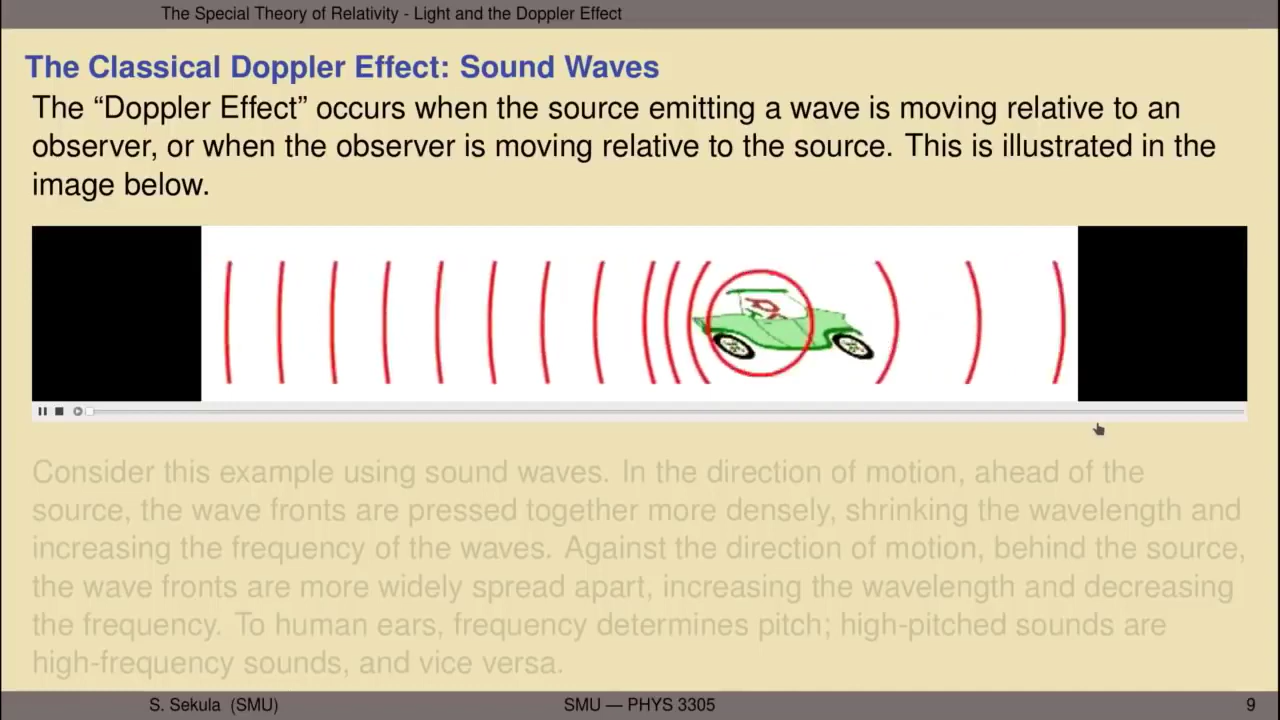 The Special Theory of Relativity - Light and the Doppler Effect
The Classical Doppler Effect: Sound Waves
The “Doppler Effect” occurs when the source emitting a wave is moving relative to an
observer, or when the observer is moving relative to the source. This is illustrated in the
image below.
Consider this example using sound waves. In the direction of motion, ahead of the
source, the wave fronts are pressed together more densely, shrinking the wavelength and
increasing the frequency of the waves. Against the direction of motion, behind the source,
the wave fronts are more widely spread apart, increasing the wavelength and decreasing
the frequency. To human ears, frequency determines pitch; high-pitched sounds are
high-frequency sounds, and vice versa.
S. Sekula (SMU) SMU — PHYS 3305 9